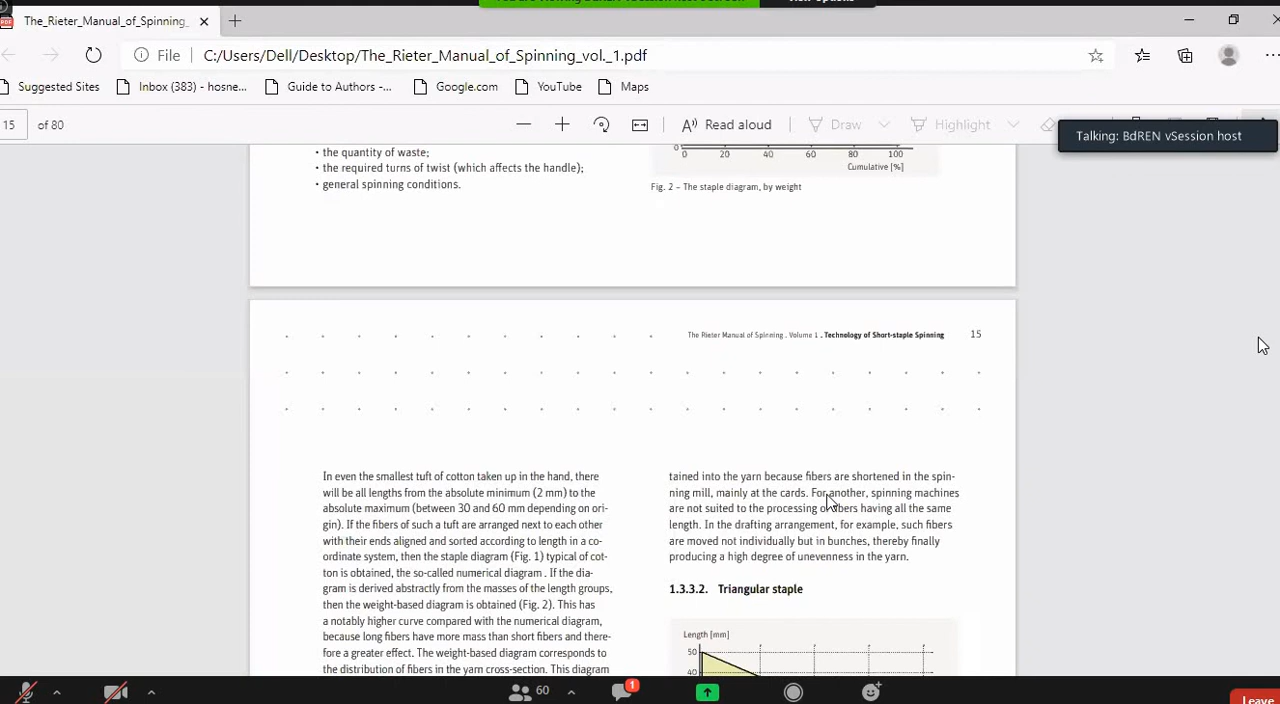 The_Rieter_Manual_of_Spinning_
File C:/Users/Dell/Desktop/The_Rieter_Manual_of_Spinning_vol._1.pdf
Suggested Sites Inbox (383) - hosne... Guide to Authors -... Google.com YouTube Maps
15 of 80 Read aloud Draw Highlight
Talking: BdREN vSession host
• the quantity of waste;
• the required turns of twist (which affects the handle);
• general spinning conditions.
0
0 20 40 60 80 100
Cumulative [%]
Fig. 2 – The staple diagram, by weight
The Rieter Manual of Spinning . Volume 1 . Technology of Short-staple Spinning 15
In even the smallest tuft of cotton taken up in the hand, there
will be all lengths from the absolute minimum (2 mm) to the
absolute maximum (between 30 and 60 mm depending on ori-
gin). If the fibers of such a tuft are arranged next to each other
with their ends aligned and sorted according to length in a co-
ordinate system, then the staple diagram (Fig. 1) typical of cot-
ton is obtained, the so-called numerical diagram . If the dia-
gram is derived abstractly from the masses of the length groups,
then the weight-based diagram is obtained (Fig. 2). This has
a notably higher curve compared with the numerical diagram,
because long fibers have more mass than short fibers and there-
fore a greater effect. The weight-based diagram corresponds to
the distribution of fibers in the yarn cross-section. This diagram
tained into the yarn because fibers are shortened in the spin-
ning mill, mainly at the cards. For another, spinning machines
are not suited to the processing of fibers having all the same
length. In the drafting arrangement, for example, such fibers
are moved not individually but in bunches, thereby finally
producing a high degree of unevenness in the yarn.
1.3.3.2. Triangular staple
Length [mm]
50
40
60
1
Leave